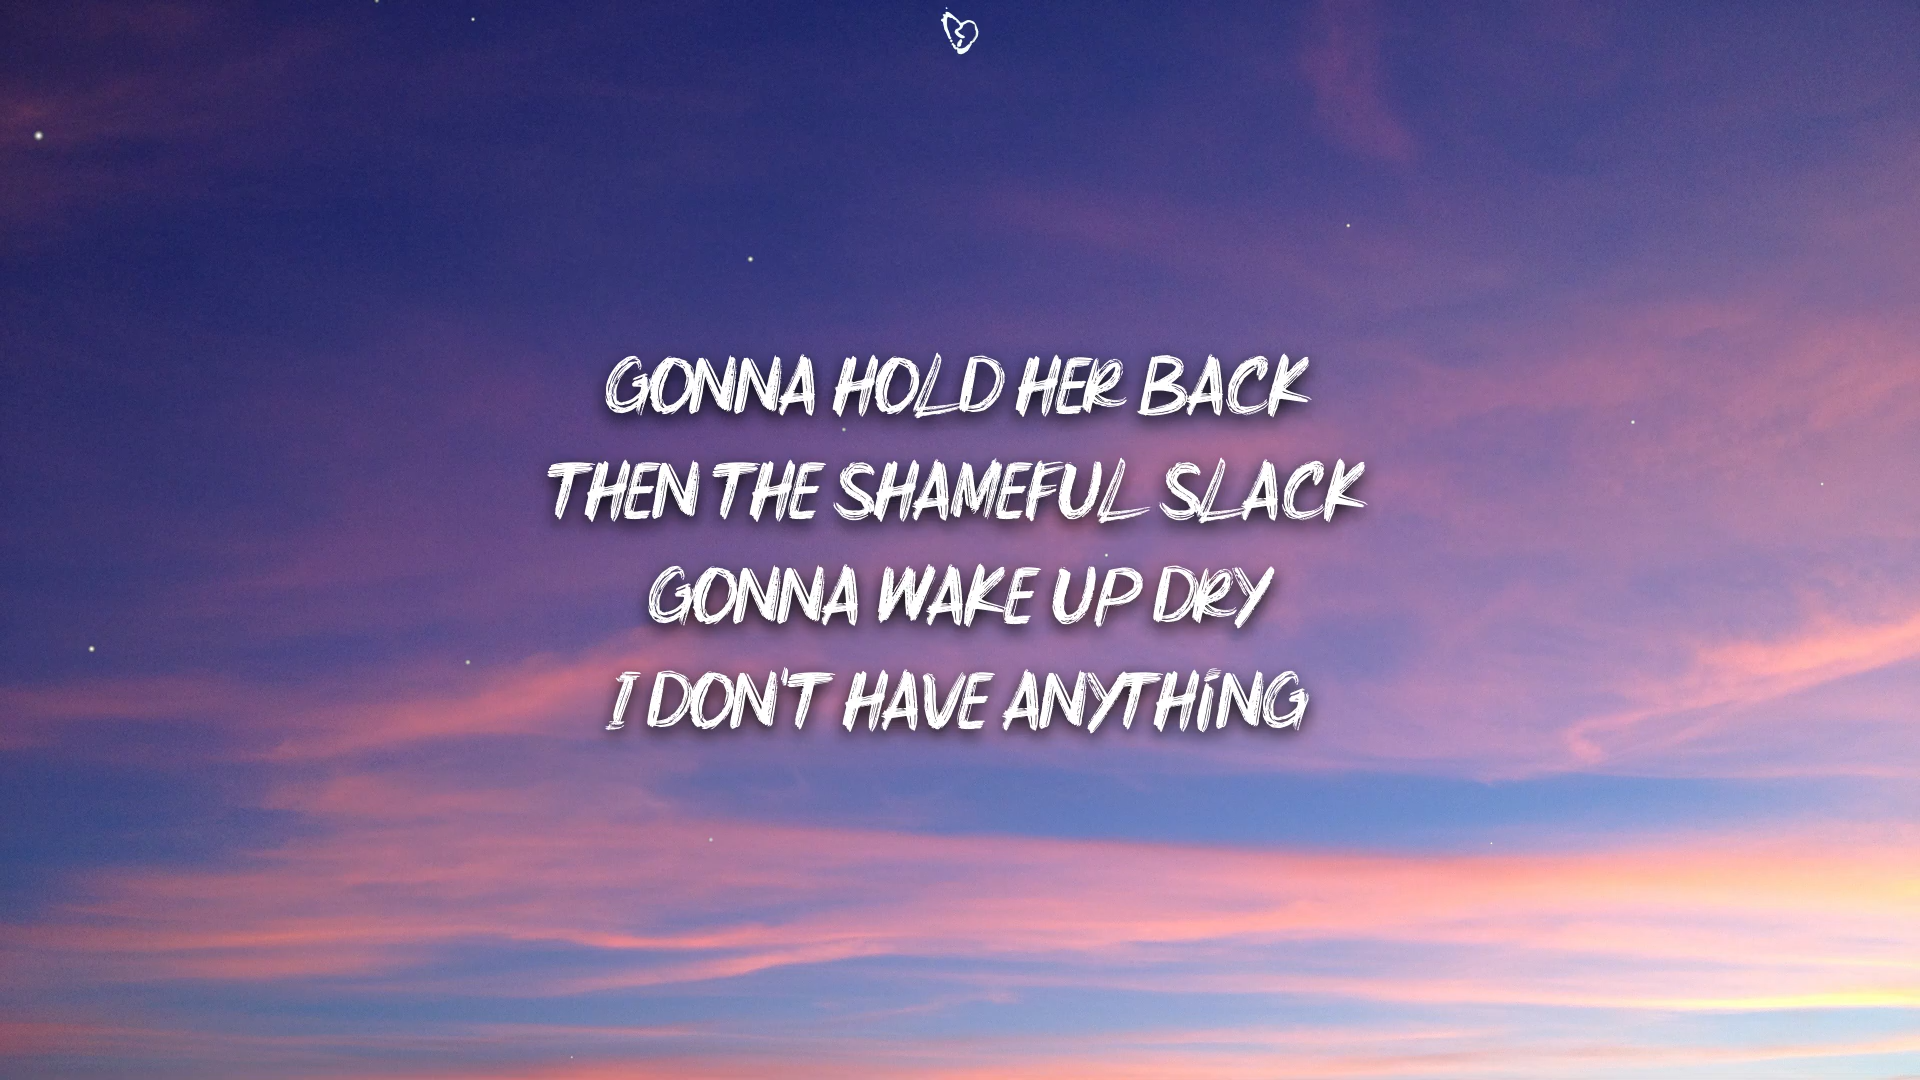 GONNA HOLD HER BACK
THEN THE SHAMEFUL SLACK
GONNA WAKE UP DRY
I DON'T HAVE ANYTHING